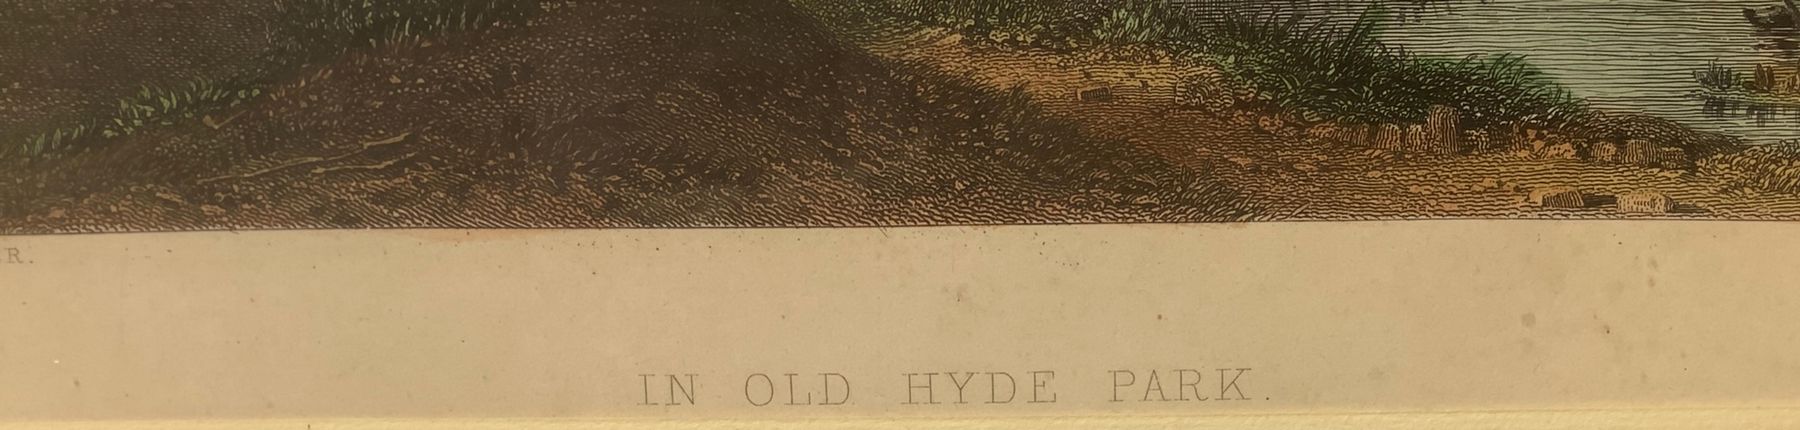 R.
IN OLD HYDE PARK.